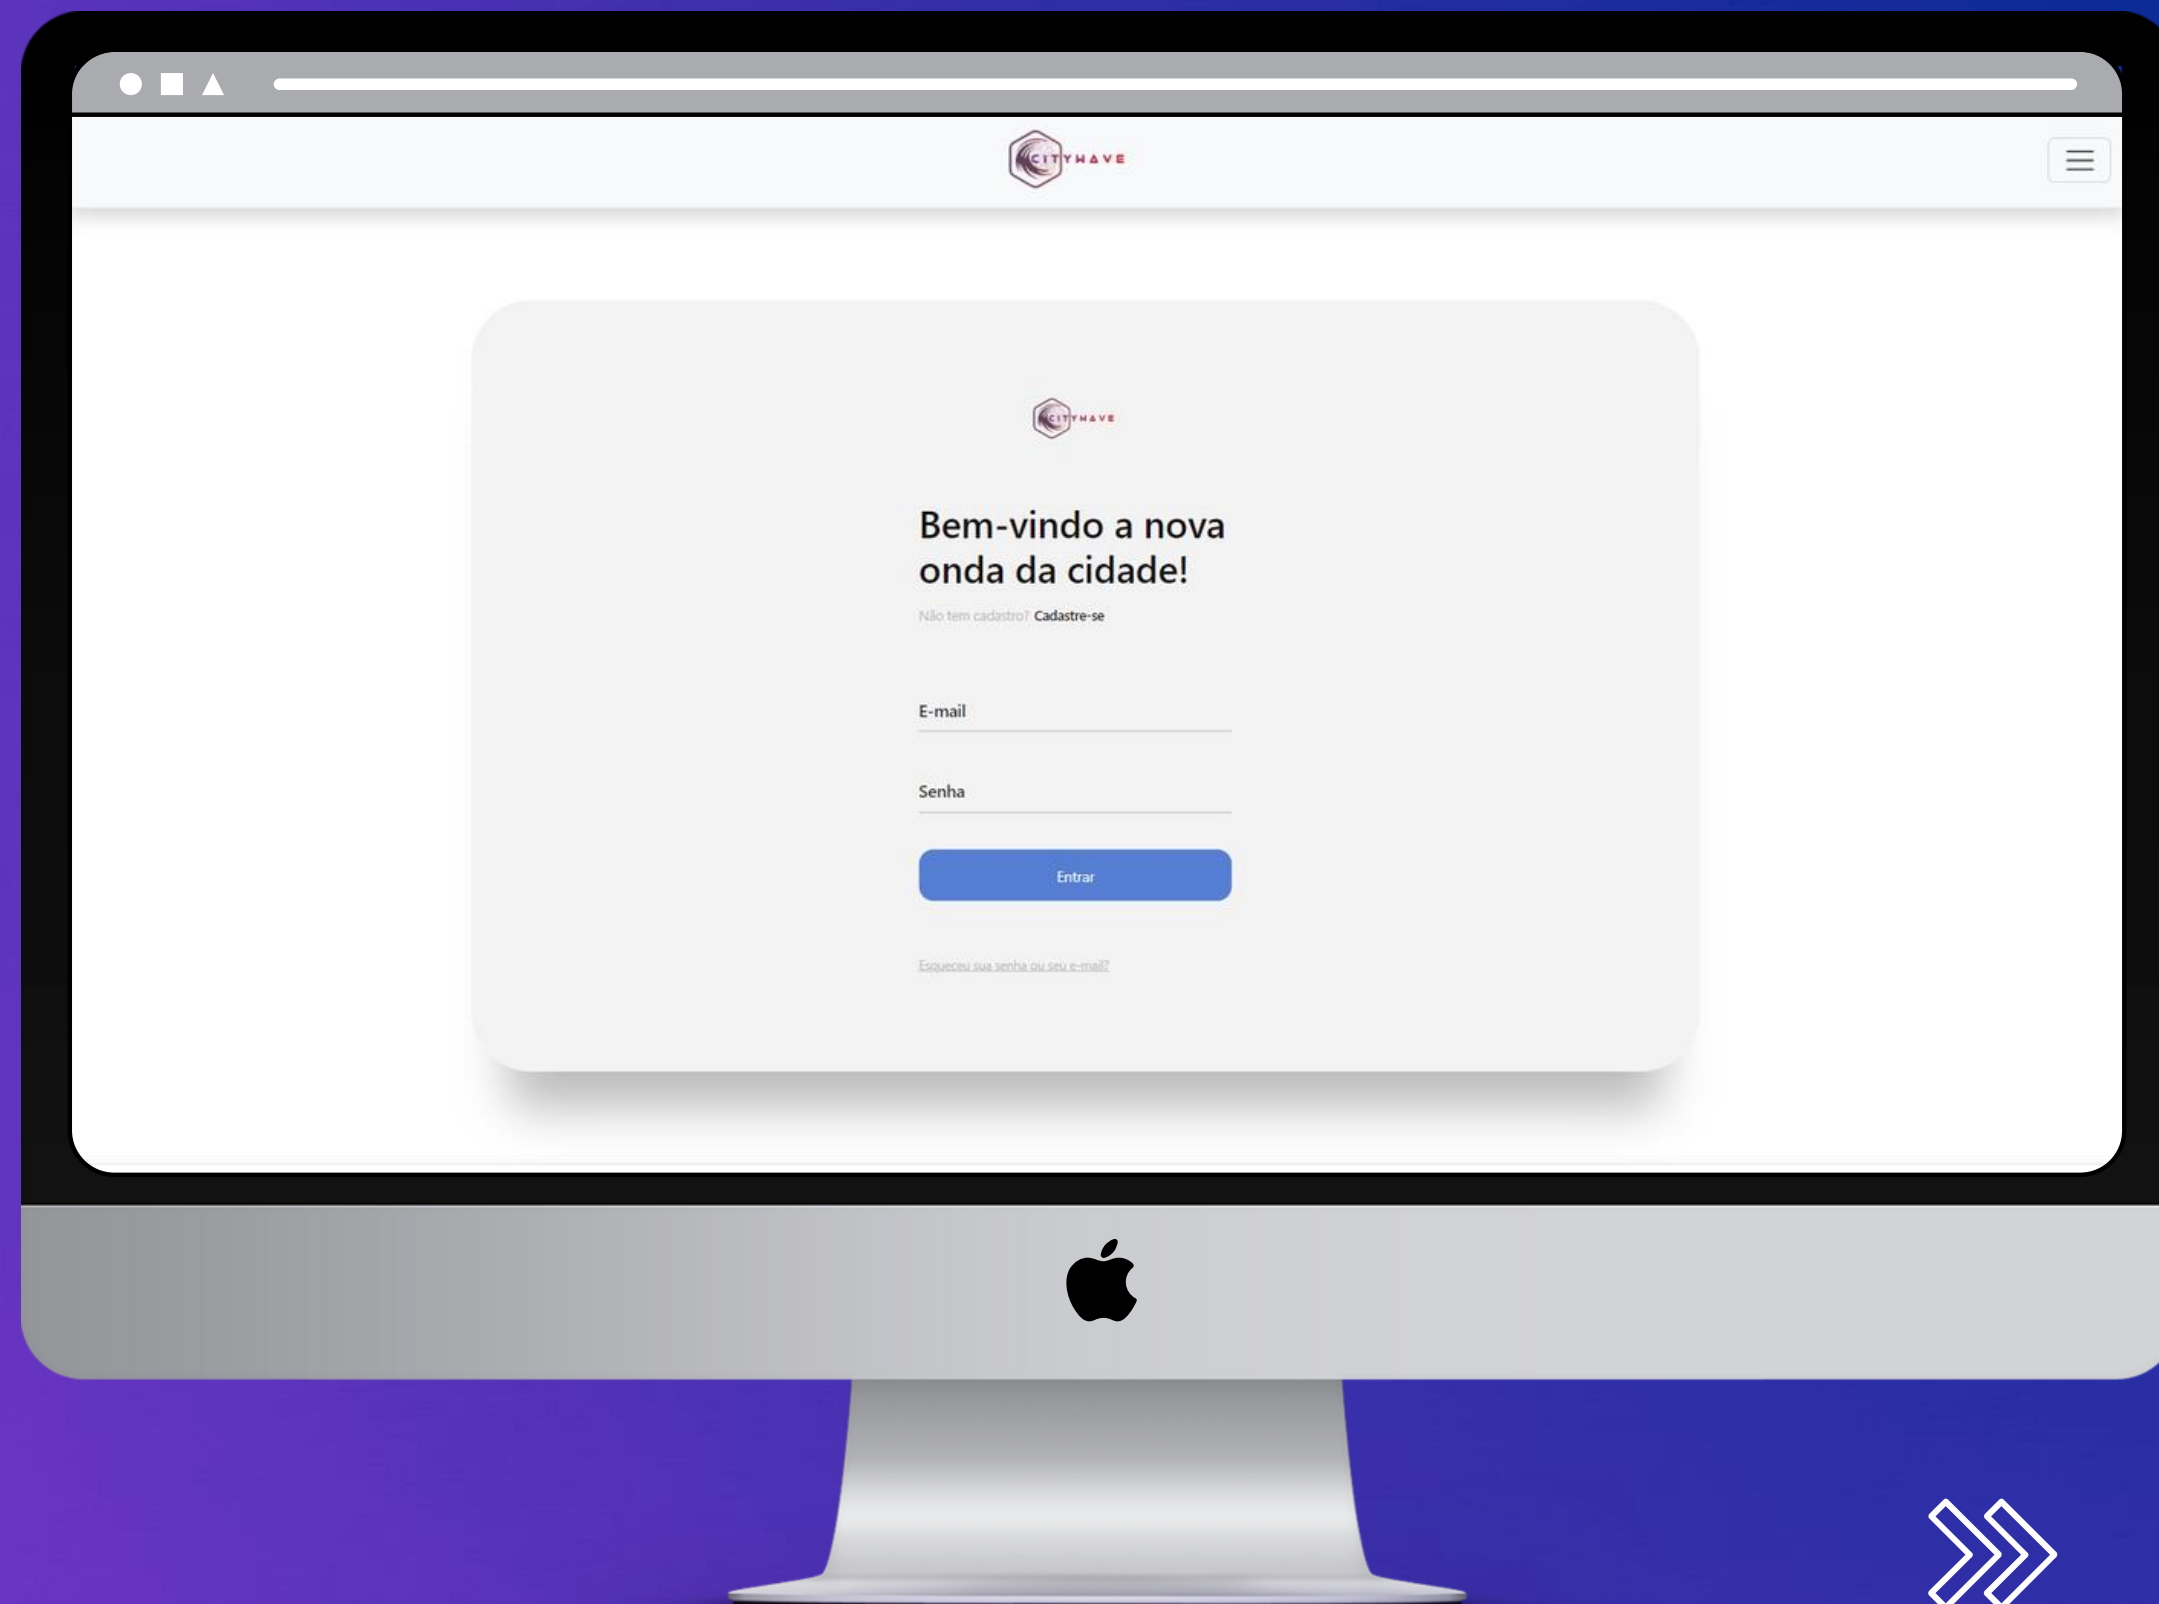 CITYWAVE
CITYWAVE
Bem-vindo a nova
onda da cidade!
Não tem cadastro? Cadastre-se
E-mail
Senha
Entrar
Esqueceu sua senha ou seu e-mail?